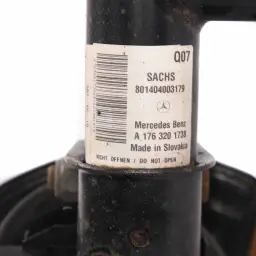 Q07
SACHS
801404003179
Mercedes Benz
A 176 320 1738
Made in Slovakia
NICHT ÖFFNEN / DO NOT OPEN